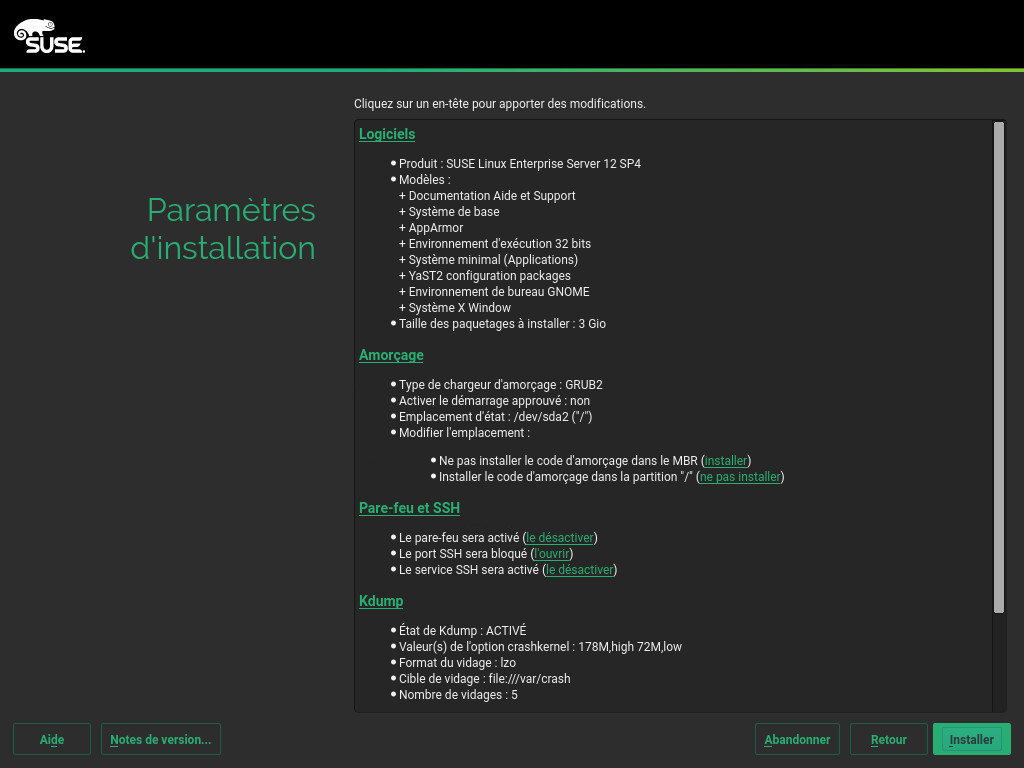 SUSE.
Cliquez sur un en-tête pour apporter des modifications.
Paramètres
d'installation
Logiciels
Produit : SUSE Linux Enterprise Server 12 SP4
Modèles :
+ Documentation Aide et Support
+ Système de base
+ AppArmor
+ Environnement d'exécution 32 bits
+ Système minimal (Applications)
+ YaST2 configuration packages
+ Environnement de bureau GNOME
+ Système X Window
Taille des paquetages à installer : 3 Gio
Amorçage
Type de chargeur d'amorçage : GRUB2
Activer le démarrage approuvé : non
Emplacement d'état : /dev/sda2 ("/")
Modifier l'emplacement :
Ne pas installer le code d'amorçage dans le MBR (installer)
Installer le code d'amorçage dans la partition "/" (ne pas installer)
Pare-feu et SSH
Le pare-feu sera activé (le désactiver)
Le port SSH sera bloqué (l'ouvrir)
Le service SSH sera activé (le désactiver)
Kdump
État de Kdump : ACTIVÉ
Valeur(s) de l'option crashkernel : 178M,high 72M,low
Format du vidage : lzo
Cible de vidage : file:///var/crash
Nombre de vidages : 5
Aide
Notes de version...
Abandonner
Retour
Installer